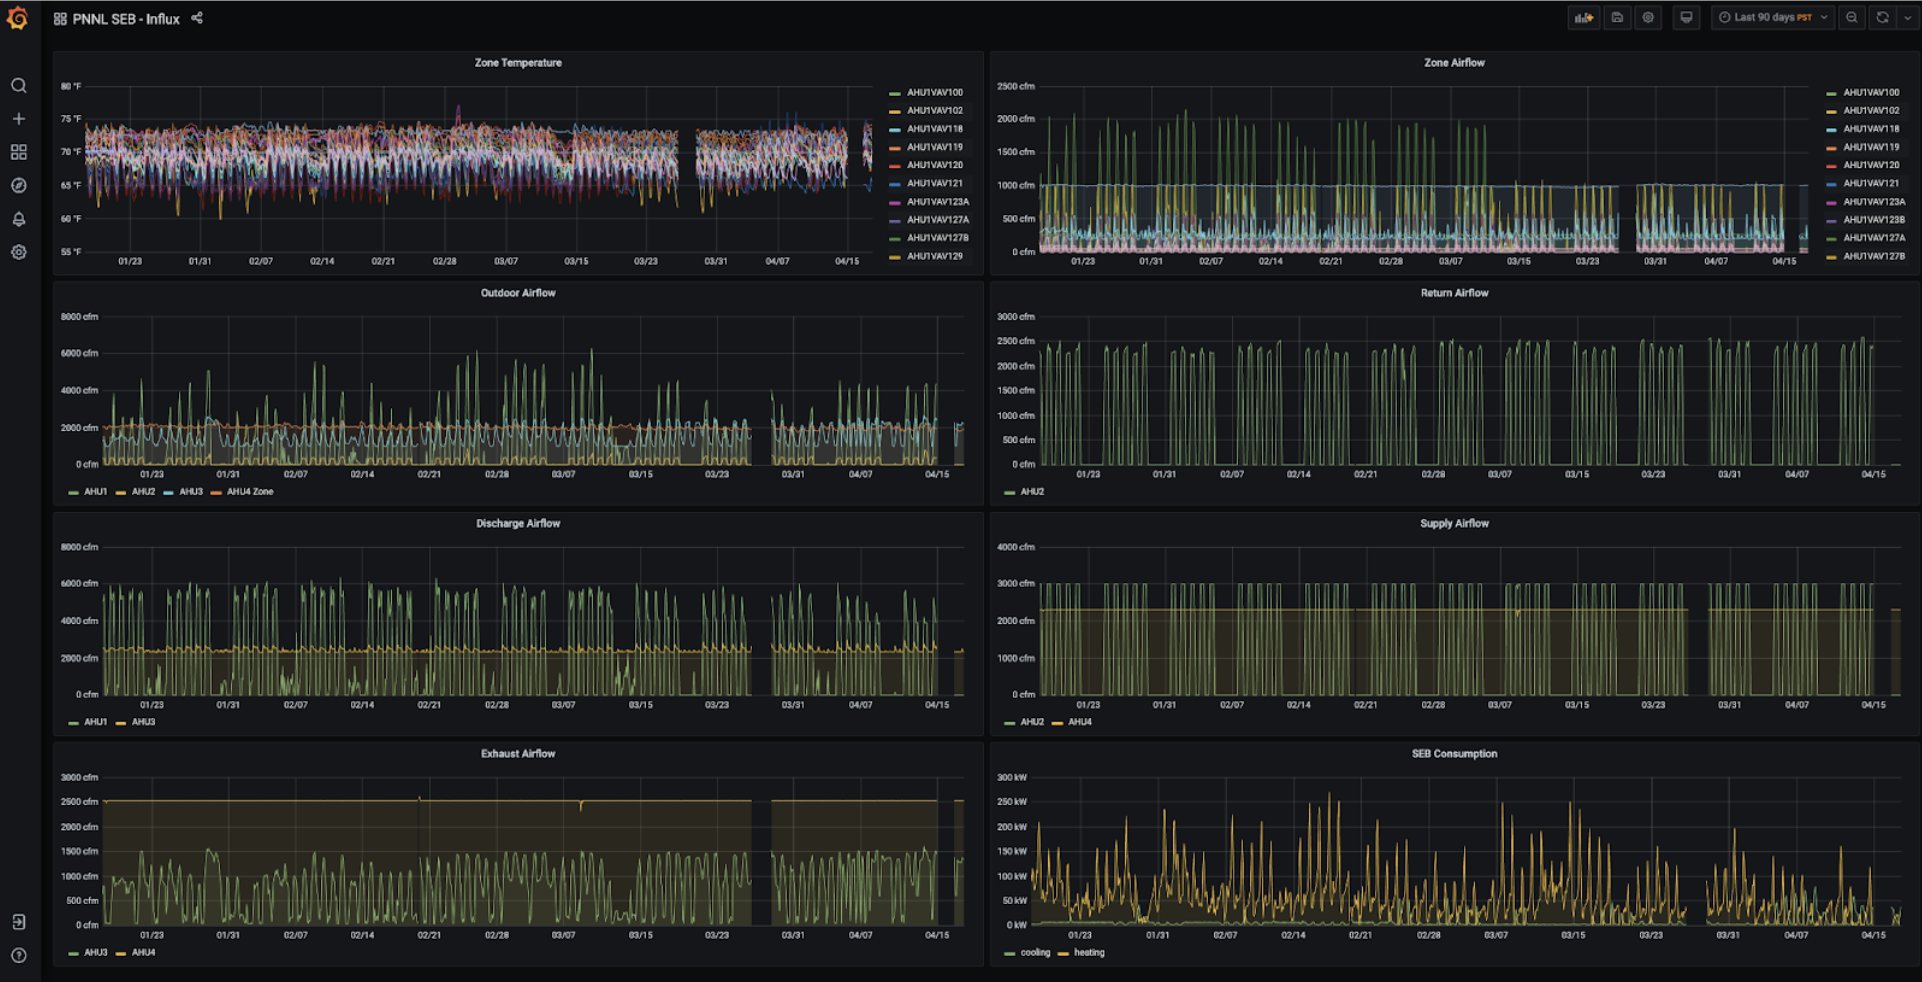 PNNL SEB - Influx
Last 90 days PST
Zone Temperature
80 °F
75 °F
70 °F
65 °F
60 °F
55 °F
01/23 01/31 02/07 02/14 02/21 02/28 03/07 03/15 03/23 03/31 04/07 04/15
AHU1VAV100
AHU1VAV102
AHU1VAV118
AHU1VAV119
AHU1VAV120
AHU1VAV121
AHU1VAV123A
AHU1VAV127A
AHU1VAV127B
AHU1VAV129
Zone Airflow
2500 cfm
2000 cfm
1500 cfm
1000 cfm
500 cfm
0 cfm
01/23 01/31 02/07 02/14 02/21 02/28 03/07 03/15 03/23 03/31 04/07 04/15
AHU1VAV100
AHU1VAV102
AHU1VAV118
AHU1VAV119
AHU1VAV120
AHU1VAV121
AHU1VAV123A
AHU1VAV123B
AHU1VAV127A
AHU1VAV127B
Outdoor Airflow
8000 cfm
6000 cfm
4000 cfm
2000 cfm
0 cfm
01/23 01/31 02/07 02/14 02/21 02/28 03/07 03/15 03/23 03/31 04/07 04/15
AHU1 AHU2 AHU3 AHU4 Zone
Return Airflow
3000 cfm
2500 cfm
2000 cfm
1500 cfm
1000 cfm
500 cfm
0 cfm
01/23 01/31 02/07 02/14 02/21 02/28 03/07 03/15 03/23 03/31 04/07 04/15
AHU2
Discharge Airflow
8000 cfm
6000 cfm
4000 cfm
2000 cfm
0 cfm
01/23 01/31 02/07 02/14 02/21 02/28 03/07 03/15 03/23 03/31 04/07 04/15
AHU1 AHU3
Supply Airflow
4000 cfm
3000 cfm
2000 cfm
1000 cfm
0 cfm
01/23 01/31 02/07 02/14 02/21 02/28 03/07 03/15 03/23 03/31 04/07 04/15
AHU2 AHU4
Exhaust Airflow
3000 cfm
2500 cfm
2000 cfm
1500 cfm
1000 cfm
500 cfm
0 cfm
01/23 01/31 02/07 02/14 02/21 02/28 03/07 03/15 03/23 03/31 04/07 04/15
AHU3 AHU4
SEB Consumption
300 kW
250 kW
200 kW
150 kW
100 kW
50 kW
0 kW
01/23 01/31 02/07 02/14 02/21 02/28 03/07 03/15 03/23 03/31 04/07 04/15
cooling heating